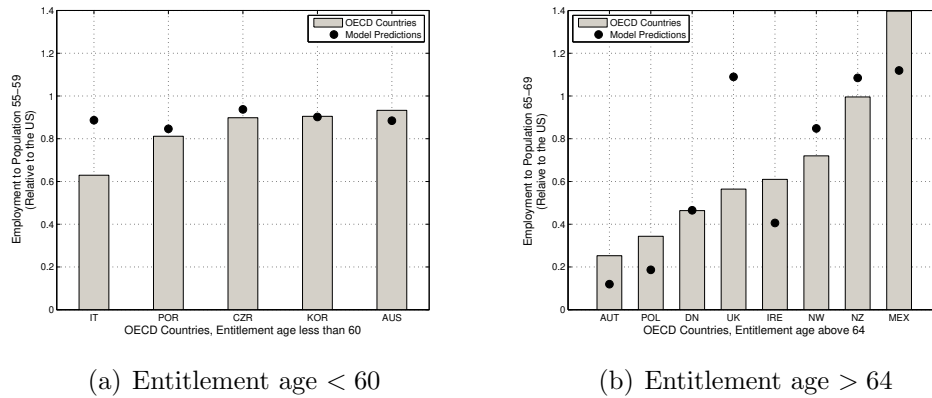 1.4
1.2
1
0.8
0.6
0.4
0.2
0
Employment to Population 55-59
(Relative to the US)
OECD Countries
Model Predictions
IT POR CZR KOR AUS
OECD Countries, Entitlement age less than 60
(a) Entitlement age < 60
1.4
1.2
1
0.8
0.6
0.4
0.2
0
Employment to Population 65-69
(Relaive to the US)
OECD Countries
Model Predictions
AUT POL DN UK IRE NW NZ MEX
OECD Countries, Entitlement age above 64
(b) Entitlement age > 64